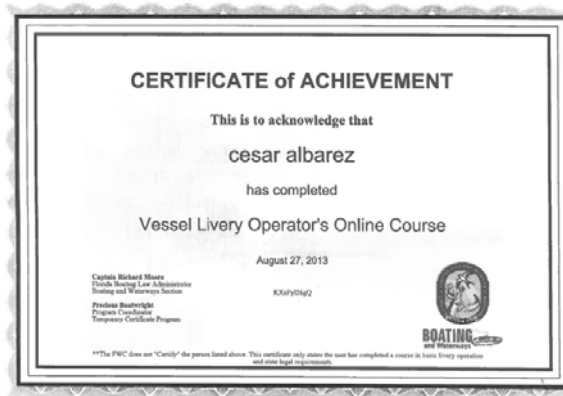 CERTIFICATE of ACHIEVEMENT
This is to acknowledge that
cesar albarez
has completed
Vessel Livery Operator's Online Course
August 27, 2013
Captain Richard Moore
Florida Boating Law Administrator
Boating and Waterways Section
Precious Boatwright
Program Coordinator
Temporary Certificate Program
BOATING
and Waterways
**The FWC does not "Certify" the person listed above. This certificate only states the user has completed a course in basic livery operation
and state legal requirements.